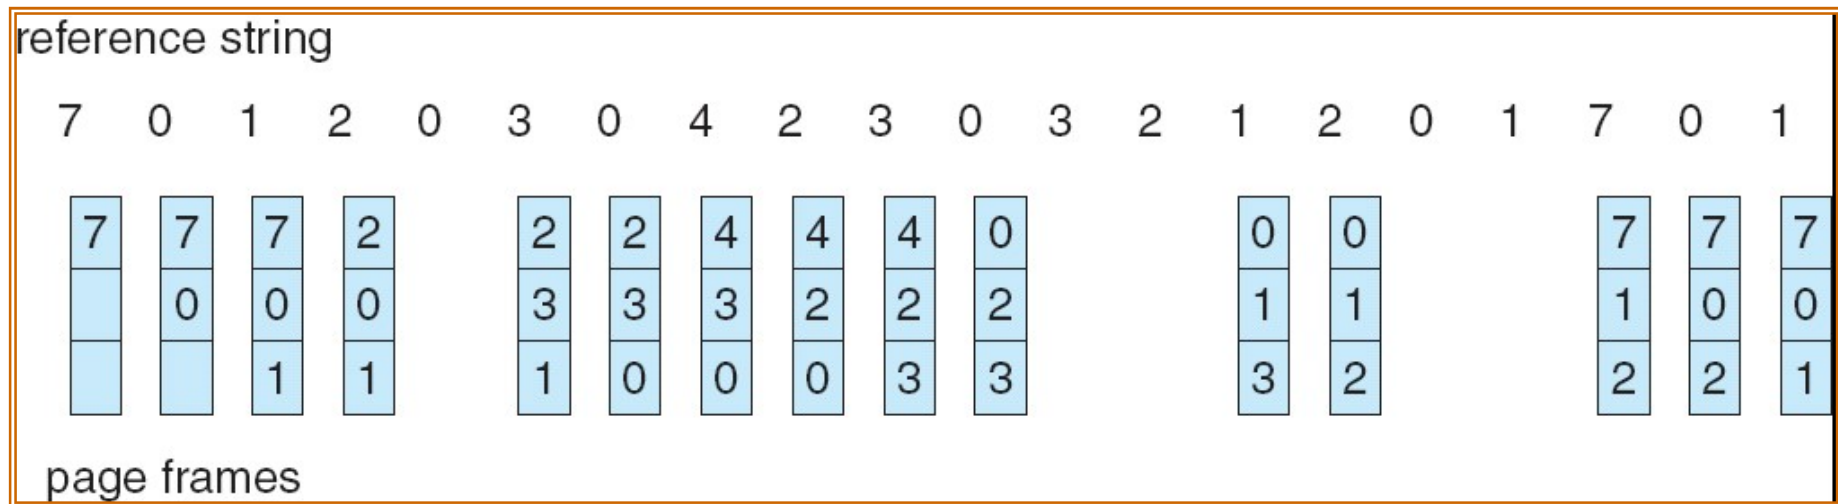 reference string
7 0 1 2 0 3 0 4 2 3 0 3 2 1 2 0 1 7 0 1
7 7 7 2 2 2 4 4 4 0 0 0 7 7 7
0 0 0 3 3 3 2 2 2 1 1 1 0 0
1 1 1 0 0 0 3 3 3 2 2 2 1
page frames